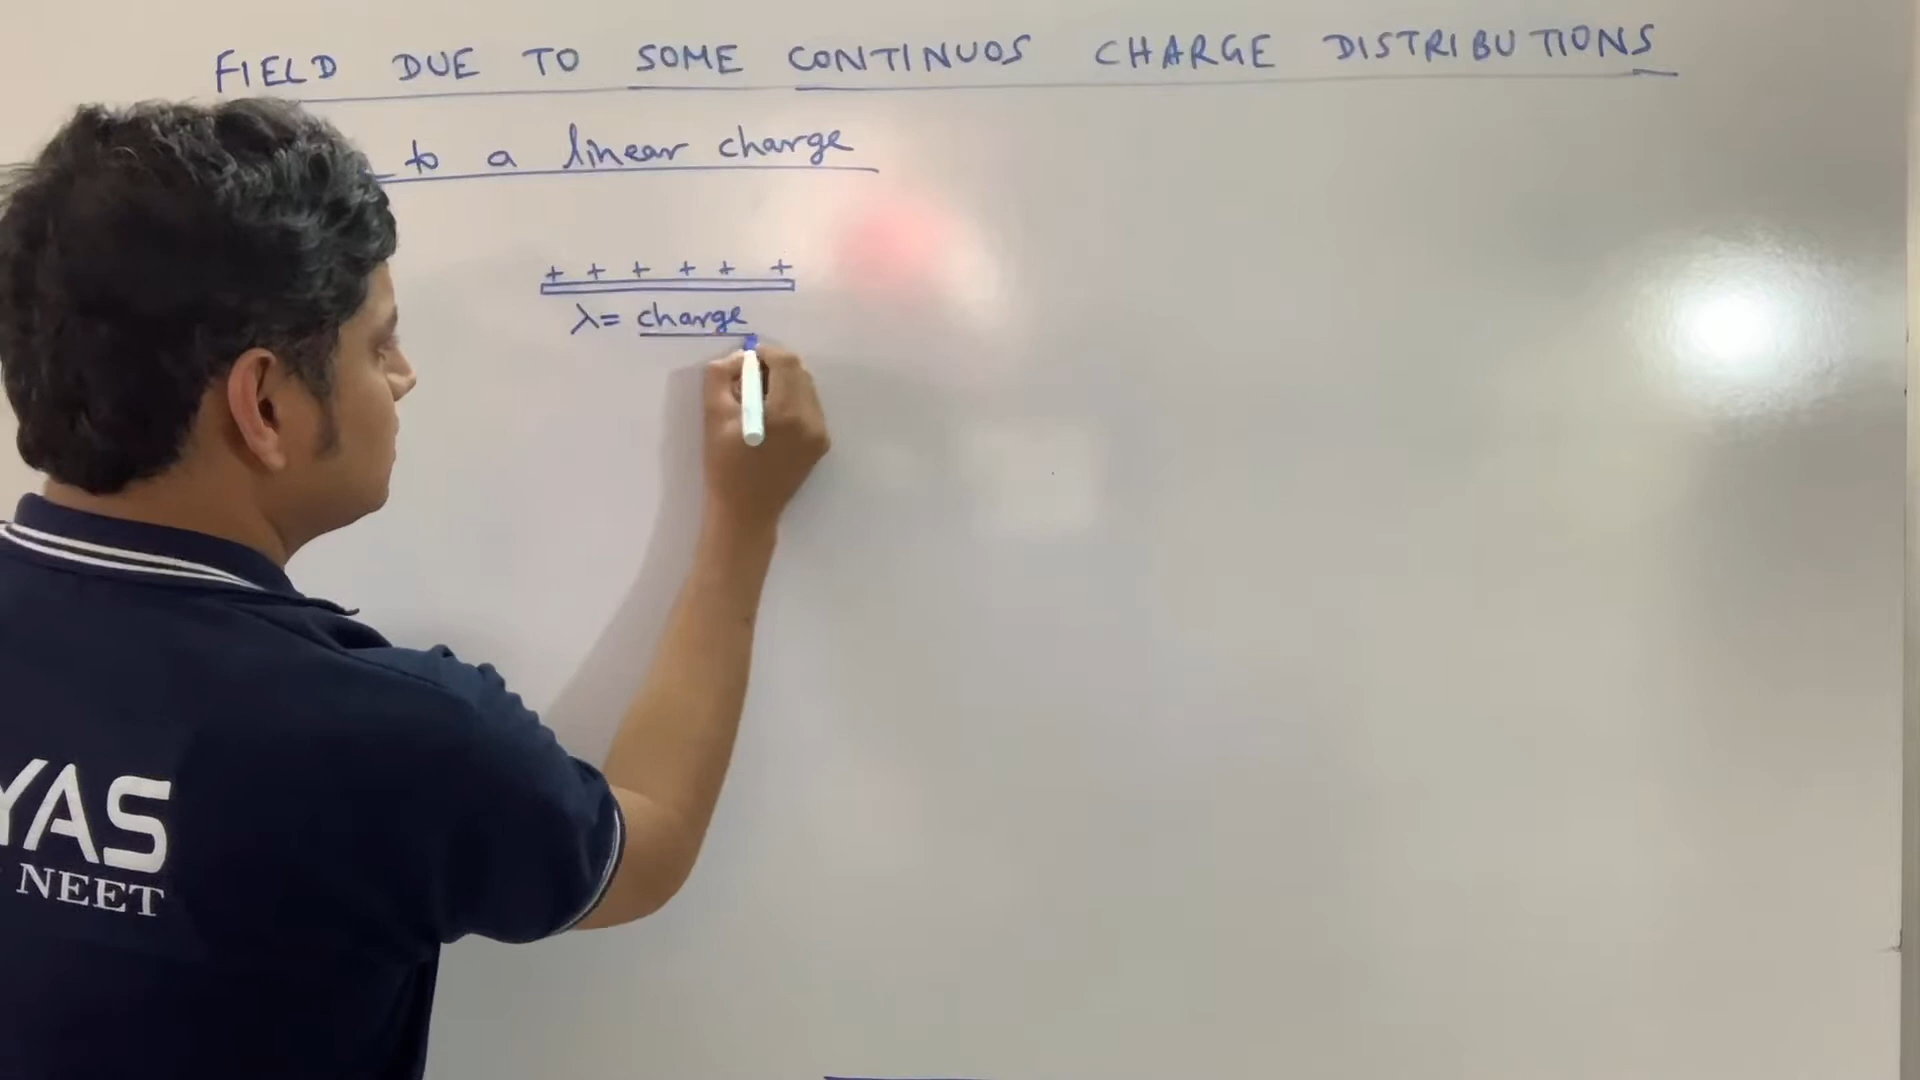 FIELD DUE TO SOME CONTINUOS CHARGE DISTRIBUTIONS
to a linear charge
+ + + + + +
λ = charge
YAS
NEET